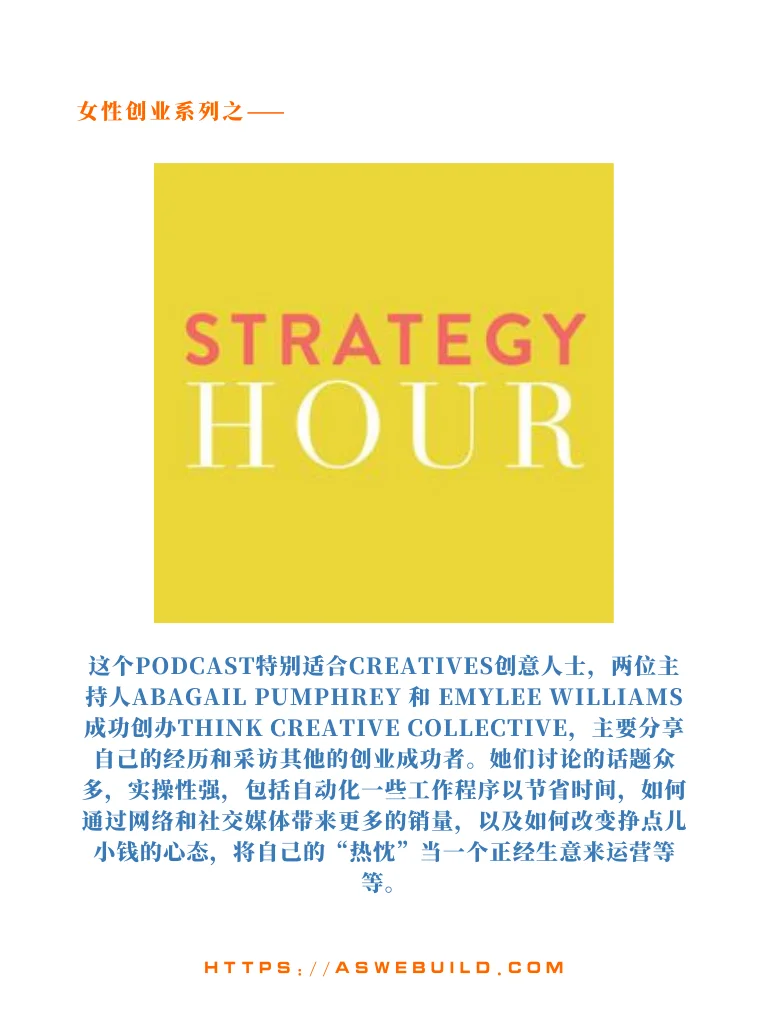 女性创业系列之——
STRATEGY
HOUR
这个PODCAST特别适合CREATIVES创意人士，两位主
持人ABAGAIL PUMPHREY 和 EMYLEE WILLIAMS
成功创办THINK CREATIVE COLLECTIVE，主要分享
自己的经历和采访其他的创业成功者。她们讨论的话题众
多，实操性强，包括自动化一些工作程序以节省时间，如何
通过网络和社交媒体带来更多的销量，以及如何改变挣点儿
小钱的心态，将自己的“热忱”当一个正经生意来运营等
等。
HTTPS://ASWEBUILD.COM